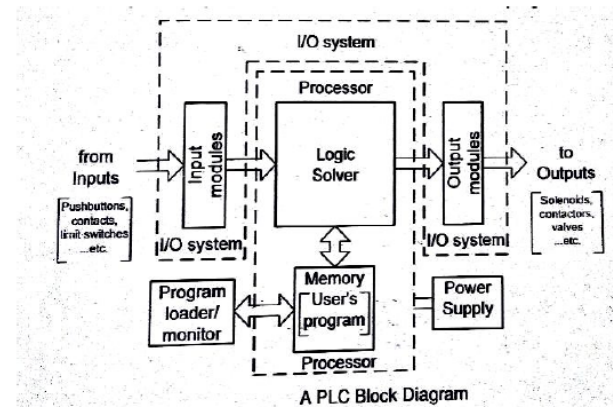 I/O system
Processor
Input modules
Logic
Solver
Output modules
from
Inputs
Pushbuttons,
contacts,
limit switches
...etc.
to
Outputs
Solenoids,
contactors,
valves
...etc.
I/O system
I/O system
Program
loader/
monitor
Memory
User's
program
Power
Supply
Processor
A PLC Block Diagram